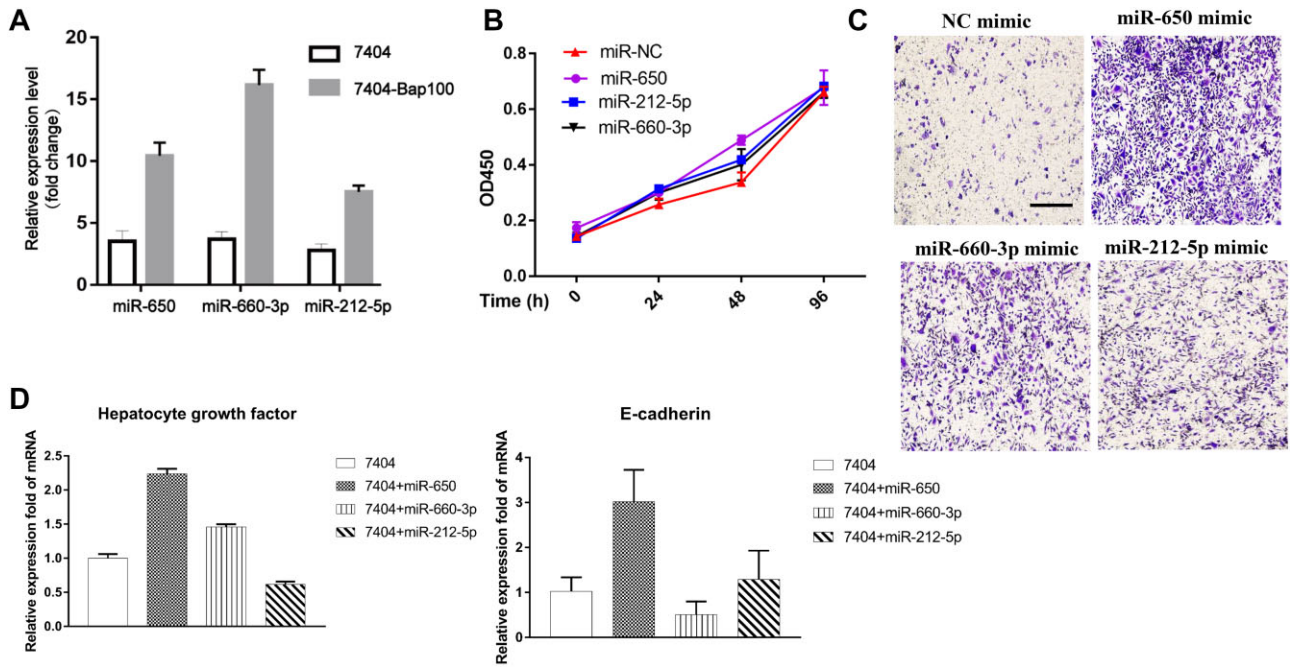 A
Relative expression level
(fold change)
20
15
10
5
0
miR-650
miR-660-3p
miR-212-5p
7404
7404-Bap100
B
OD450
0.8
0.6
0.4
0.2
0.0
Time (h)
0
24
48
96
miR-NC
miR-650
miR-212-5p
miR-660-3p
C
NC mimic
miR-650 mimic
miR-660-3p mimic
miR-212-5p mimic
D
Hepatocyte growth factor
Relative expression fold of mRNA
2.5
2.0
1.5
1.0
0.5
0.0
7404
7404+miR-650
7404+miR-660-3p
7404+miR-212-5p
E-cadherin
Relative expression fold of mRNA
4
3
2
1
0
7404
7404+miR-650
7404+miR-660-3p
7404+miR-212-5p